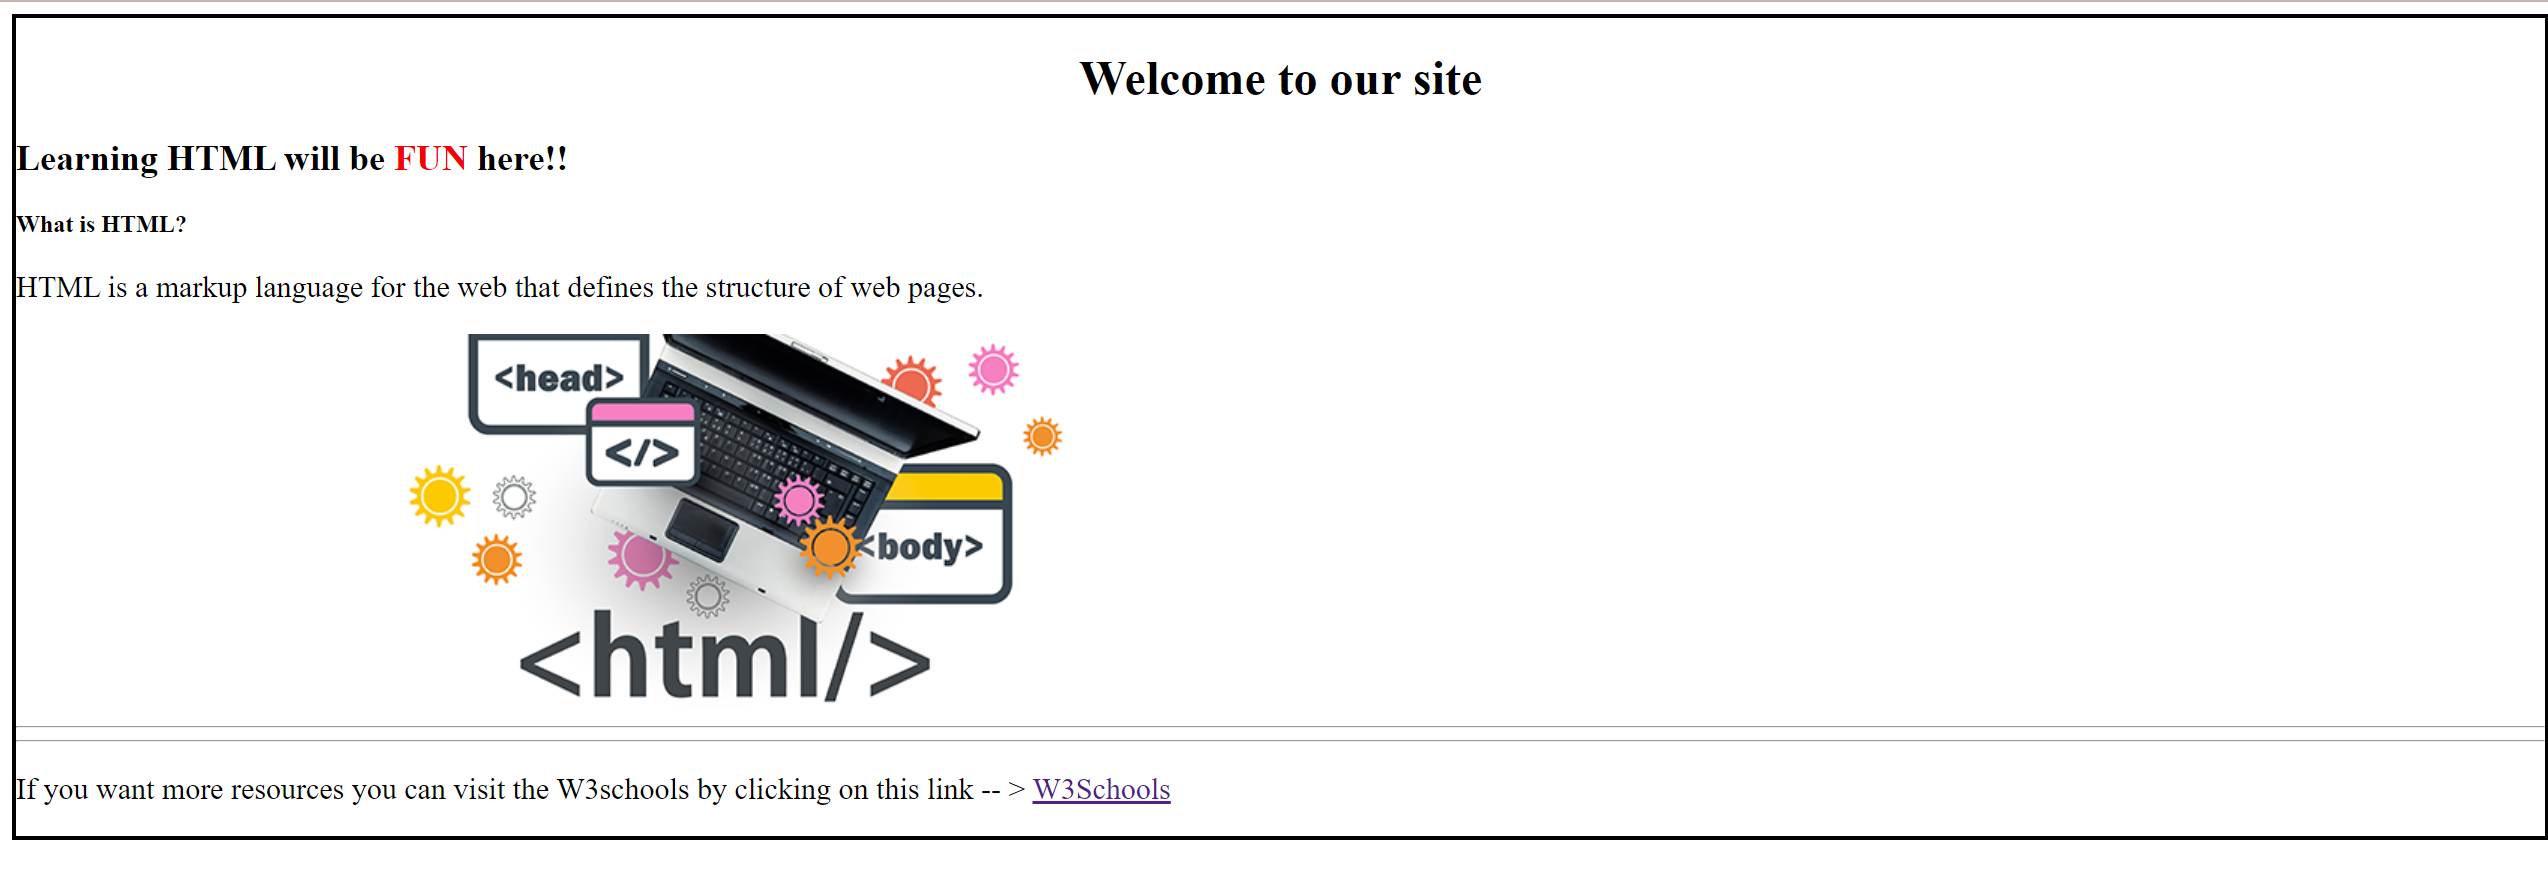 Welcome to our site
Learning HTML will be FUN here!!
What is HTML?
HTML is a markup language for the web that defines the structure of web pages.
<head>
</>
<body>
<html/>
If you want more resources you can visit the W3schools by clicking on this link -- > W3Schools